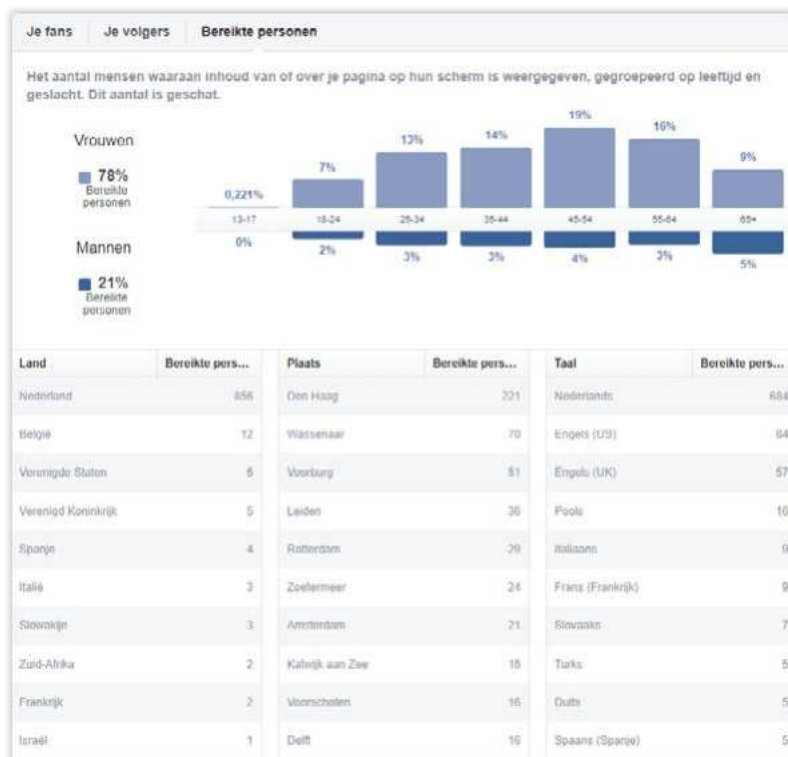 Je fans Je volgers Bereikte personen
Het aantal mensen waaraan inhoud van of over je pagina op hun scherm is weergegeven, gegroepeerd op leeftijd en
geslacht. Dit aantal is geschat.
Vrouwen
78%
Bereikte
personen
0,221% 7% 13% 14% 19% 16% 9%
13-17 18-24 25-34 35-44 45-54 55-64 65+
0% 2% 3% 3% 4% 3% 5%
Mannen
21%
Bereikte
personen
Land Bereikte pers... Plaats Bereikte pers... Taal Bereikte pers...
Nederland 856 Den Haag 221 Nederlands 684
België 12 Wassenaar 70 Engels (US)
Verenigde Staten Voorburg 51 Engels (UK) 57
Verenigd Koninkrijk 5 Leiden 36 Pools
Spanje 4 Rotterdam 29 Italiaans 9
Italië 3 Zoetermeer 24 Frans (Frankrijk) 9
Slowakije 3 Amsterdam 21 Slovaaks 7
Zuid-Afrika 2 Katwijk aan Zee Turks 5
Frankrijk 2 Voorschoten 16 Duits 5
Israël 1 Delft 16 Spaans (Spanje) 5